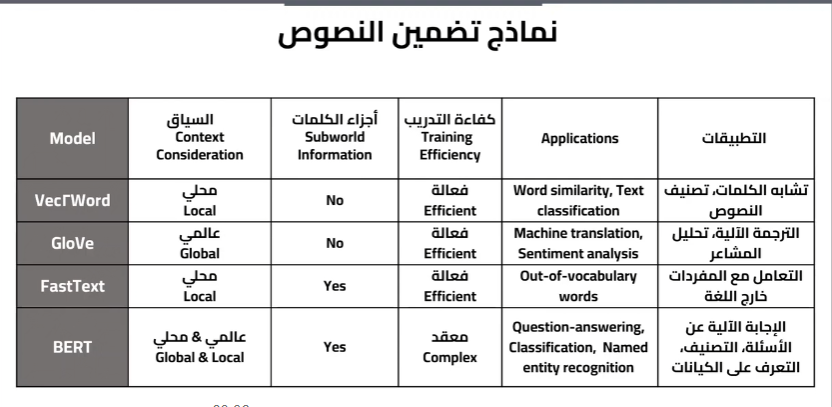 نماذج تضمين النصوص
Model
السياق
Context
Consideration
أجزاء الكلمات
Subworld
Information
كفاءة التدريب
Training
Efficiency
Applications
التطبيقات
Vec٢Word
محلي
Local
No
فعالة
Efficient
Word similarity, Text
classification
تشابه الكلمات، تصنيف
النصوص
GloVe
عالمي
Global
No
فعالة
Efficient
Machine translation,
Sentiment analysis
الترجمة الآلية، تحليل
المشاعر
FastText
محلي
Local
Yes
فعالة
Efficient
Out-of-vocabulary
words
التعامل مع المفردات
خارج اللغة
BERT
عالمي & محلي
Global & Local
Yes
معقد
Complex
Question-answering,
Classification, Named
entity recognition
الإجابة الآلية عن
الأسئلة، التصنيف،
التعرف على الكيانات